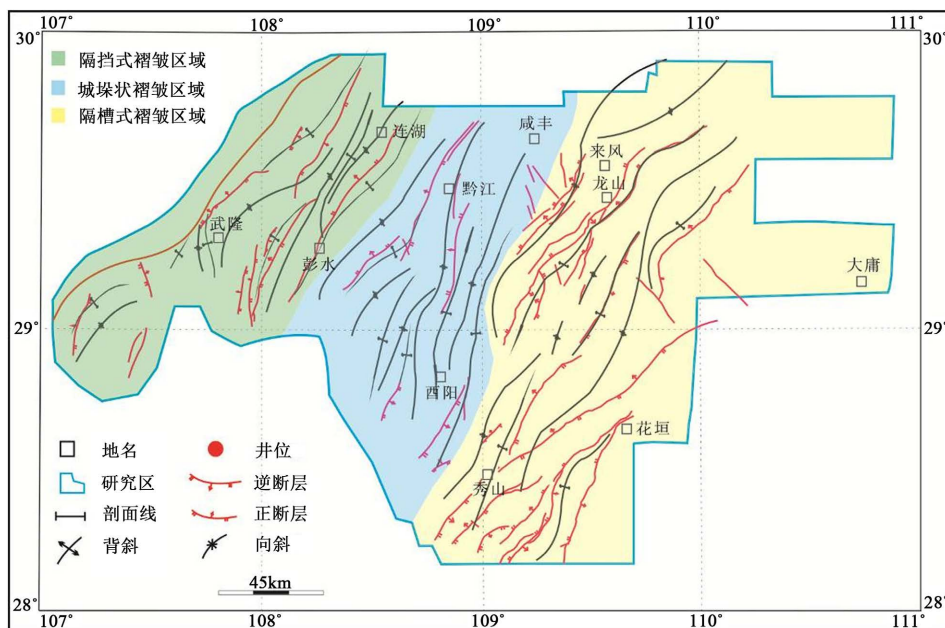 107° 108° 109° 110° 111°
30° 30°
隔挡式褶皱区域
城垛状褶皱区域
隔槽式褶皱区域
连湖
咸丰
来风
龙山
黔江
武隆
彭水
大庸
29° 29°
酉阳
花垣
秀山
地名 井位
研究区 逆断层
剖面线 正断层
背斜 向斜
45km
28° 28°
107° 108° 109° 110° 111°